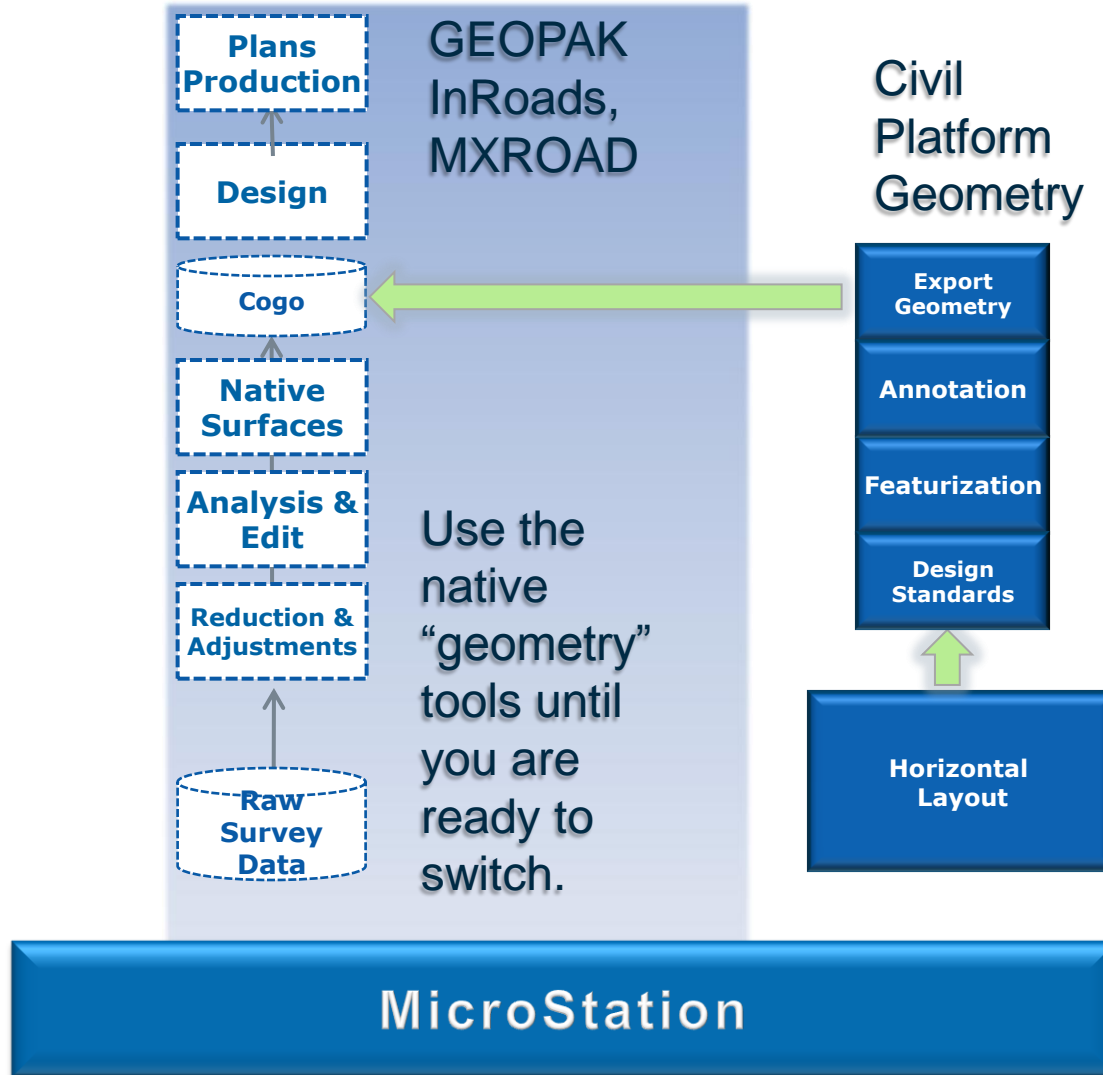 Plans
Production
Design
Cogo
Native
Surfaces
Analysis &
Edit
Reduction &
Adjustments
Raw
Survey
Data
GEOPAK
InRoads,
MXROAD
Use the
native
“geometry”
tools until
you are
ready to
switch.
Civil
Platform
Geometry
Export
Geometry
Annotation
Featurization
Design
Standards
Horizontal
Layout
MicroStation